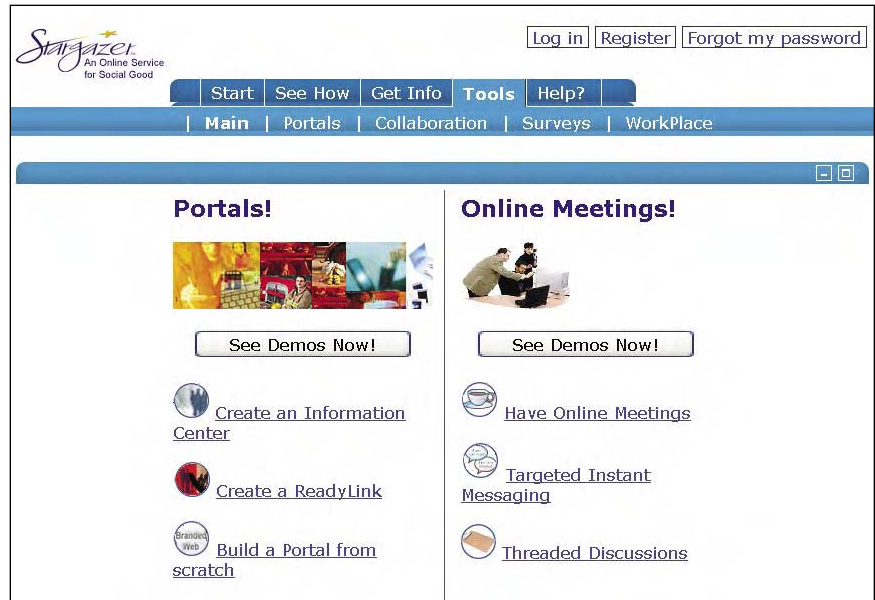 Stargazer
An Online Service
for Social Good
Log in Register Forgot my password
Start See How Get Info Tools Help?
| Main | Portals | Collaboration | Surveys | WorkPlace
Portals!
See Demos Now!
Create an Information
Center
Create a ReadyLink
Branded
Web
Build a Portal from
scratch
Online Meetings!
See Demos Now!
Have Online Meetings
Targeted Instant
Messaging
Threaded Discussions